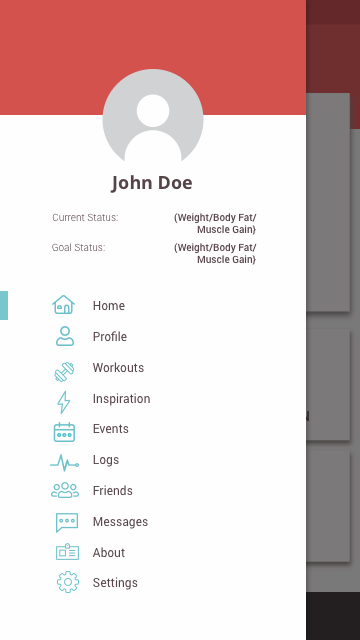 John Doe
Current Status: (Weight/Body Fat/
Muscle Gain)
Goal Status: (Weight/Body Fat/
Muscle Gain)
Home
Profile
Workouts
Inspiration
Events
Logs
Friends
Messages
About
Settings